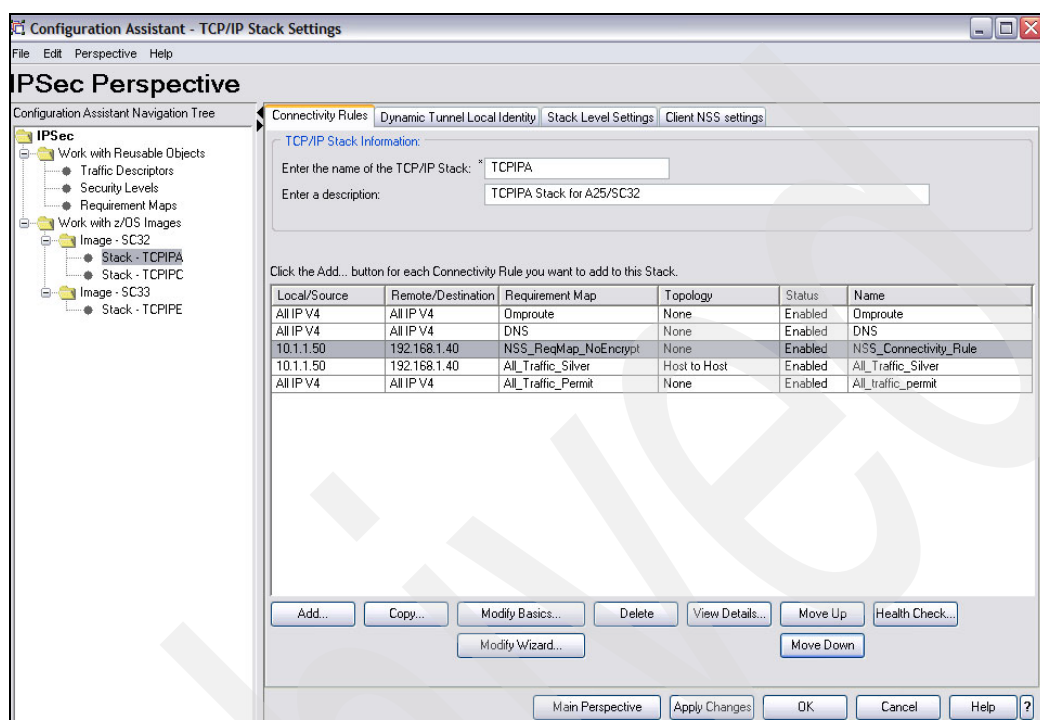 Configuration Assistant - TCP/IP Stack Settings
File Edit Perspective Help
IPSec Perspective
Configuration Assistant Navigation Tree
IPSec
Work with Reusable Objects
Traffic Descriptors
Security Levels
Requirement Maps
Work with z/OS Images
Image - SC32
Stack - TCPIPA
Stack - TCPIPC
Image - SC33
Stack - TCPIPE
Connectivity Rules Dynamic Tunnel Local Identity Stack Level Settings Client NSS settings
TCP/IP Stack Information:
Enter the name of the TCP/IP Stack: * TCPIPA
Enter a description: TCPIPA Stack for A25/SC32
Click the Add... button for each Connectivity Rule you want to add to this Stack.
Local/Source Remote/Destination Requirement Map Topology Status Name
All IP V4 All IP V4 Omproute None Enabled Omproute
All IP V4 All IP V4 DNS None Enabled DNS
10.1.1.50 192.168.1.40 NSS_ReqMap_NoEncrypt None Enabled NSS_Connectivity_Rule
10.1.1.50 192.168.1.40 All_Traffic_Silver Host to Host Enabled All_Traffic_Silver
All IP V4 All IP V4 All_Traffic_Permit None Enabled All_traffic_permit
Add... Copy... Modify Basics... Delete View Details... Move Up Health Check...
Modify Wizard... Move Down
Main Perspective Apply Changes OK Cancel Help ?